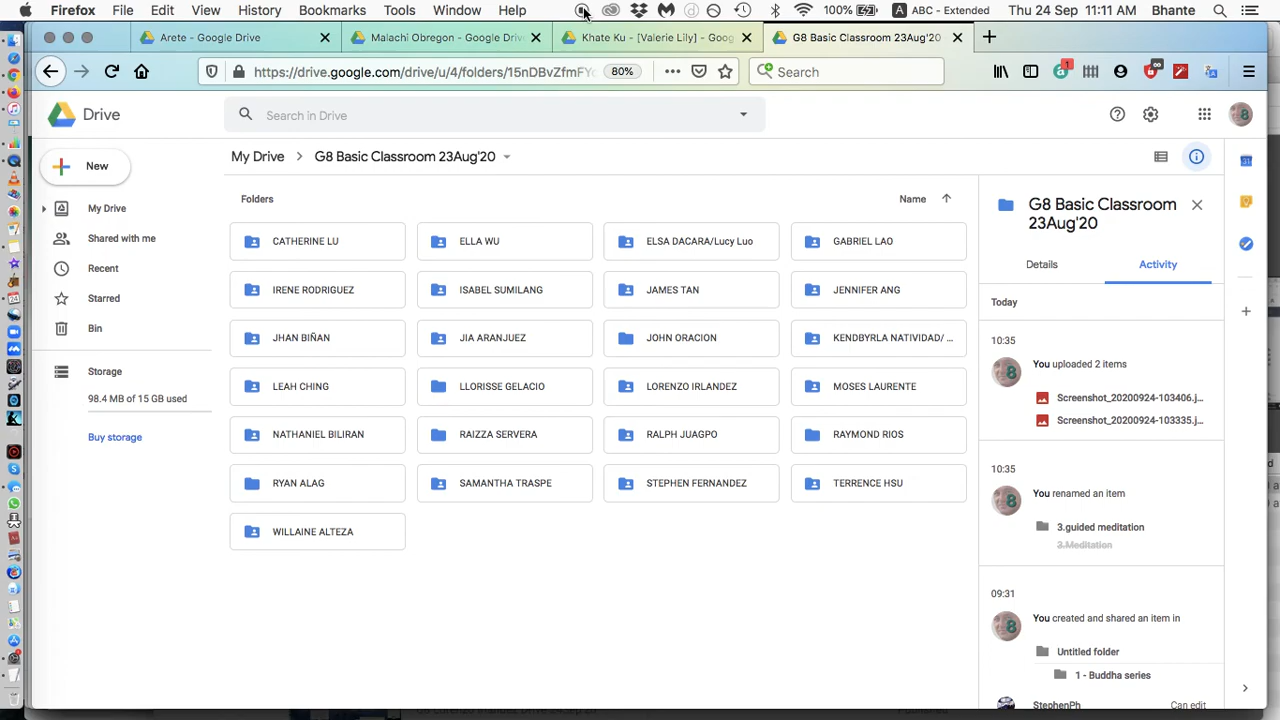 Firefox File Edit View History Bookmarks Tools Window Help 100% A ABC - Extended Thu 24 Sep 11:11 AM Bhante
Arete - Google Drive Malachi Obregon - Google Driv Khate Ku - [Valerie Lily] - Goog G8 Basic Classroom 23Aug'20
https://drive.google.com/drive/u/4/folders/15nDBvZfmFYc 80% Search 1
Drive Search in Drive
New
My Drive
Shared with me
Recent
Starred
Bin
Storage
98.4 MB of 15 GB used
Buy storage
My Drive > G8 Basic Classroom 23Aug'20
Folders Name
CATHERINE LU ELLA WU ELSA DACARA/Lucy Luo GABRIEL LAO
IRENE RODRIGUEZ ISABEL SUMILANG JAMES TAN JENNIFER ANG
JHAN BIÑAN JIA ARANJUEZ JOHN ORACION KENDBYRLA NATIVIDAD/ ...
LEAH CHING LLORISSE GELACIO LORENZO IRLANDEZ MOSES LAURENTE
NATHANIEL BILIRAN RAIZZA SERVERA RALPH JUAGPO RAYMOND RIOS
RYAN ALAG SAMANTHA TRASPE STEPHEN FERNANDEZ TERRENCE HSU
WILLAINE ALTEZA
G8 Basic Classroom
23Aug'20
Details Activity
Today
10:35
You uploaded 2 items
Screenshot_20200924-103406.j...
Screenshot_20200924-103335.j...
10:35
You renamed an item
3.guided meditation
3.Meditation
09:31
You created and shared an item in
Untitled folder
1 - Buddha series
StephenPh Can edit